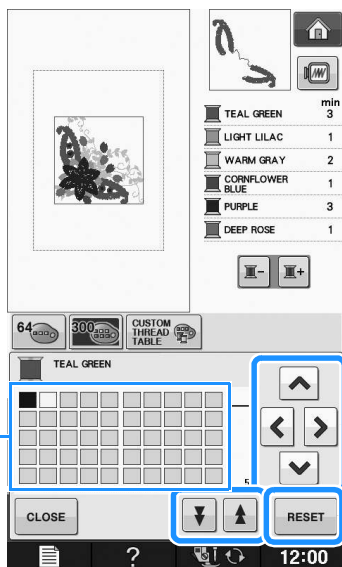 min
TEAL GREEN 3
LIGHT LILAC 1
WARM GRAY 2
CORNFLOWER
BLUE 1
PURPLE 3
DEEP ROSE 1
- +
64 300 CUSTOM
THREAD
TABLE
TEAL GREEN
5
CLOSE RESET
? 12:00